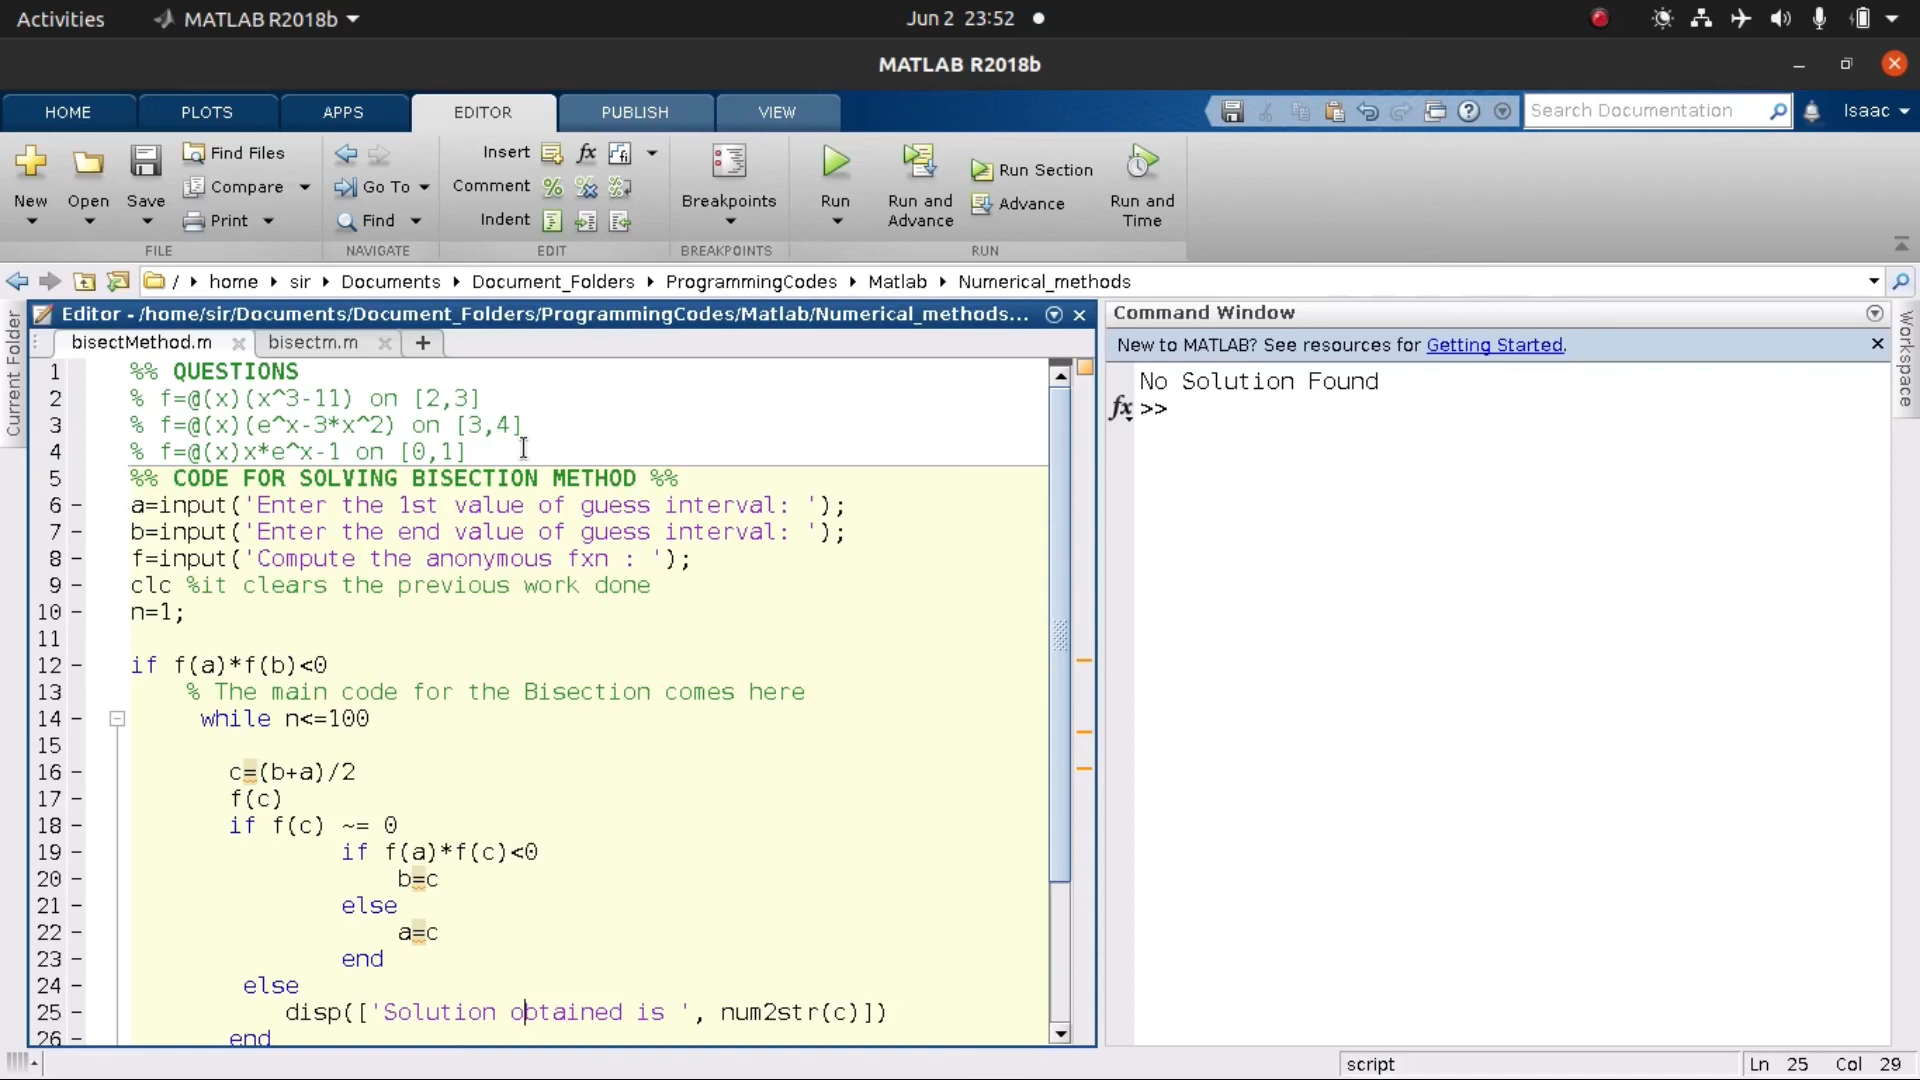 Activities MATLAB R2018b Jun 2 23:52
MATLAB R2018b
HOME PLOTS APPS EDITOR PUBLISH VIEW Search Documentation Isaac
New Open Save Find Files Compare Print Go To Find Insert fx Comment Indent Breakpoints Run Run and Advance Run Section Advance Run and Time
FILE NAVIGATE EDIT BREAKPOINTS RUN
/ home sir Documents Document_Folders ProgrammingCodes Matlab Numerical_methods
Current Folder
Editor - /home/sir/Documents/Document_Folders/ProgrammingCodes/Matlab/Numerical_methods...
bisectMethod.m bisectm.m +
1 %% QUESTIONS
2 % f=@(x)(x^3-11) on [2,3]
3 % f=@(x)(e^x-3*x^2) on [3,4]
4 % f=@(x)x*e^x-1 on [0,1]
5 %% CODE FOR SOLVING BISECTION METHOD %%
6 - a=input('Enter the 1st value of guess interval: ');
7 - b=input('Enter the end value of guess interval: ');
8 - f=input('Compute the anonymous fxn : ');
9 - clc %it clears the previous work done
10 - n=1;
11
12 - if f(a)*f(b)<0
13 % The main code for the Bisection comes here
14 - while n<=100
15
16 - c=(b+a)/2
17 - f(c)
18 - if f(c) ~= 0
19 - if f(a)*f(c)<0
20 - b=c
21 - else
22 - a=c
23 - end
24 - else
25 - disp(['Solution obtained is ', num2str(c)])
26 - end
Command Window
New to MATLAB? See resources for Getting Started.
No Solution Found
fx >>
Workspace
script Ln 25 Col 29